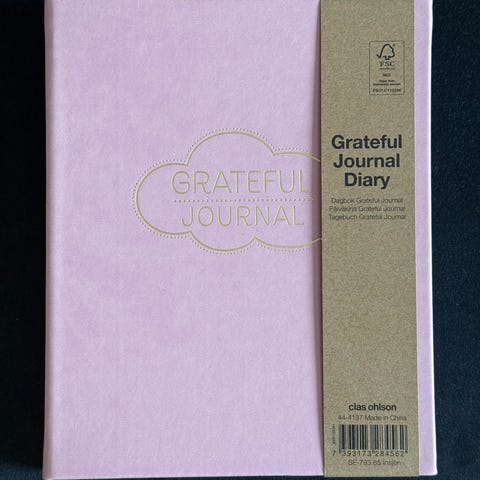 GRATEFUL
JOURNAL
FSC
MIX
Grateful
Journal
Diary
Dagbok Grateful Journal
Päiväkirja Grateful Journal
Tagebuch Grateful Journal
clas ohlson
44-4137 Made in China
7 393173 284562
SE-793 85 Insjön